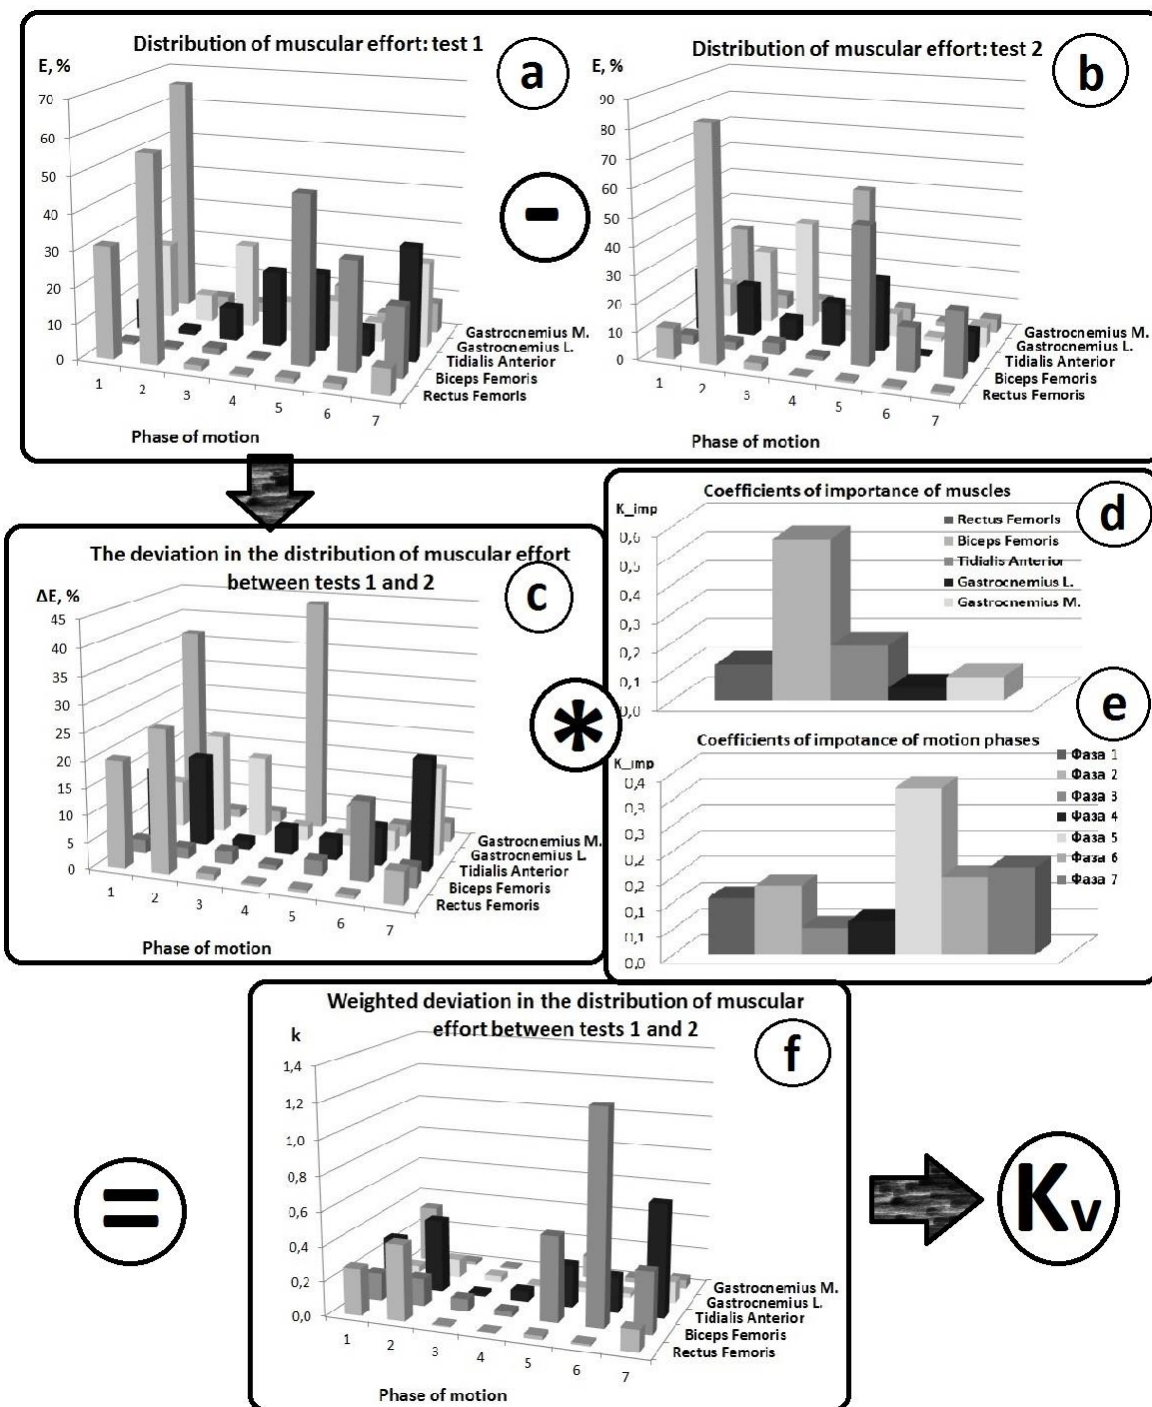 Distribution of muscular effort: test 1
a
E, %
70
60
50
40
30
20
10
0
1
2
3
4
5
6
7
Gastrocnemius M.
Gastrocnemius L.
Tidialis Anterior
Biceps Femoris
Rectus Femoris
Phase of motion
-
Distribution of muscular effort: test 2
b
E, %
90
80
70
60
50
40
30
20
10
0
1
2
3
4
5
6
7
Gastrocnemius M.
Gastrocnemius L.
Tidialis Anterior
Biceps Femoris
Rectus Femoris
Phase of motion
The deviation in the distribution of muscular effort
between tests 1 and 2
c
ΔE, %
45
40
35
30
25
20
15
10
5
0
1
2
3
4
5
6
7
Gastrocnemius M.
Gastrocnemius L.
Tidialis Anterior
Biceps Femoris
Rectus Femoris
Phase of motion
*
Coefficients of importance of muscles
d
K_imp
0,6
0,5
0,4
0,3
0,2
0,1
0,0
Rectus Femoris
Biceps Femoris
Tidialis Anterior
Gastrocnemius L.
Gastrocnemius M.
e
Coefficients of impotance of motion phases
K_imp
0,4
0,3
0,3
0,2
0,2
0,1
0,1
0,0
Фаза 1
Фаза 2
Фаза 3
Фаза 4
Фаза 5
Фаза 6
Фаза 7
Weighted deviation in the distribution of muscular
effort between tests 1 and 2
f
k
1,4
1,2
1,0
0,8
0,6
0,4
0,2
0,0
1
2
3
4
5
6
7
Gastrocnemius M.
Gastrocnemius L.
Tidialis Anterior
Biceps Femoris
Rectus Femoris
Phase of motion
=
Kv